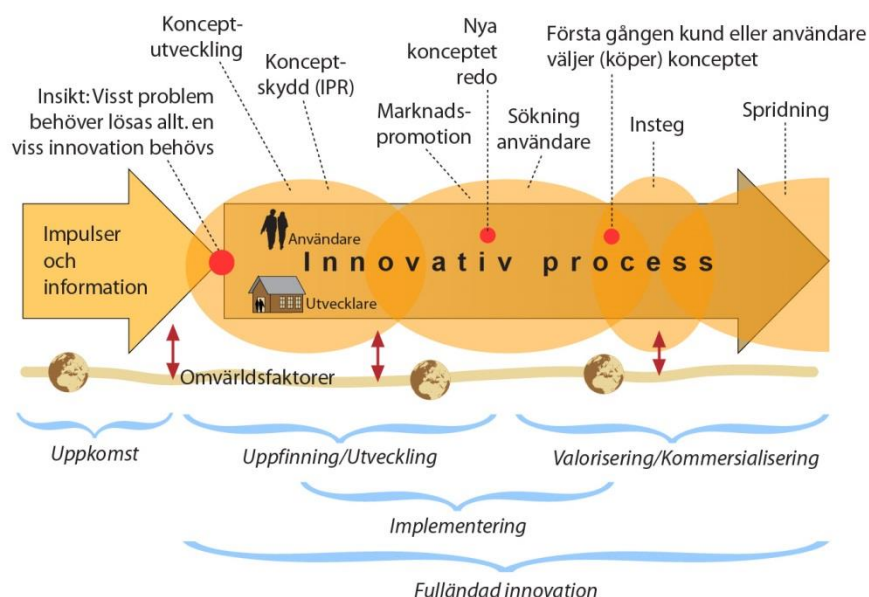 Koncept-
utveckling
Koncept-
skydd (IPR)
Insikt: Visst problem
behöver lösas allt. en
viss innovation behövs
Nya
konceptet
redo
Marknads-
promotion
Sökning
användare
Första gången kund eller användare
väljer (köper) konceptet
Insteg
Spridning
Impulser
och
information
Användare
Innovativ process
Utvecklare
Omvärldsfaktorer
Uppkomst
Uppfinning/Utveckling
Valorisering/Kommersialisering
Implementering
Fulländad innovation